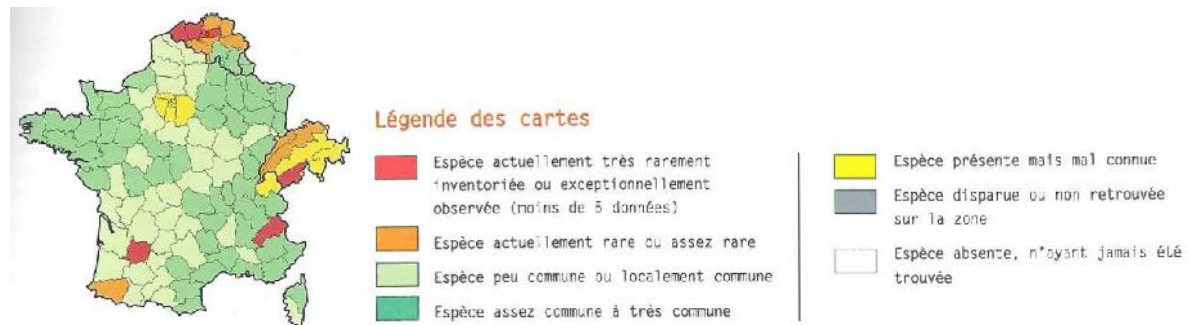 Légende des cartes
Espèce actuellement très rarement
inventoriée ou exceptionnellement
observée (moins de 5 données)
Espèce actuellement rare ou assez rare
Espèce peu commune ou localement commune
Espèce assez commune à très commune
Espèce présente mais mal connue
Espèce disparue ou non retrouvée
sur la zone
Espèce absente, n'ayant jamais été
trouvée